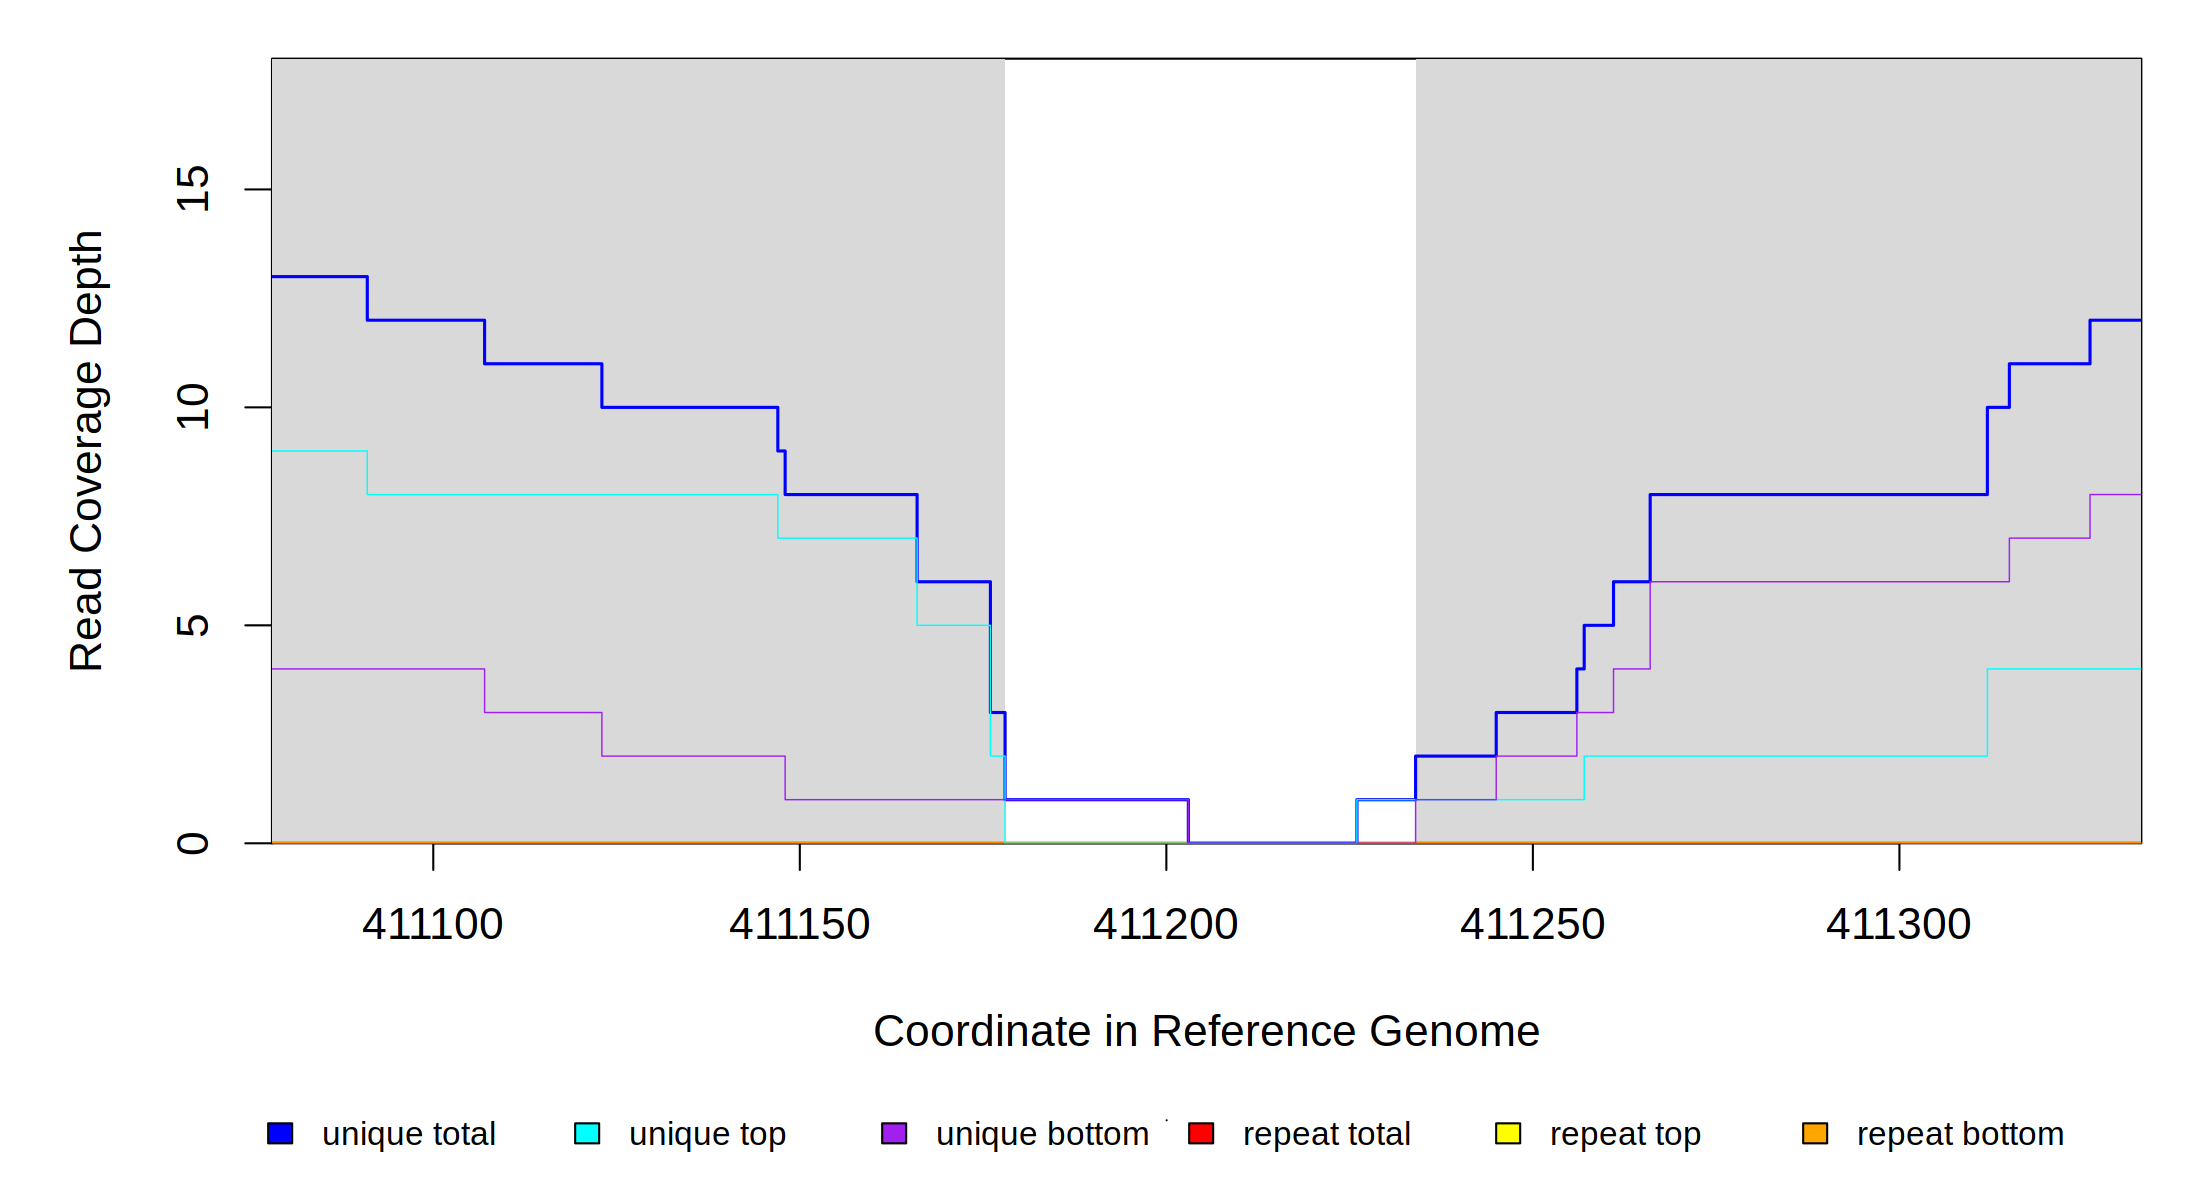 15
10
5
0
Read Coverage Depth
411100 411150 411200 411250 411300
Coordinate in Reference Genome
unique total unique top unique bottom repeat total repeat top repeat bottom